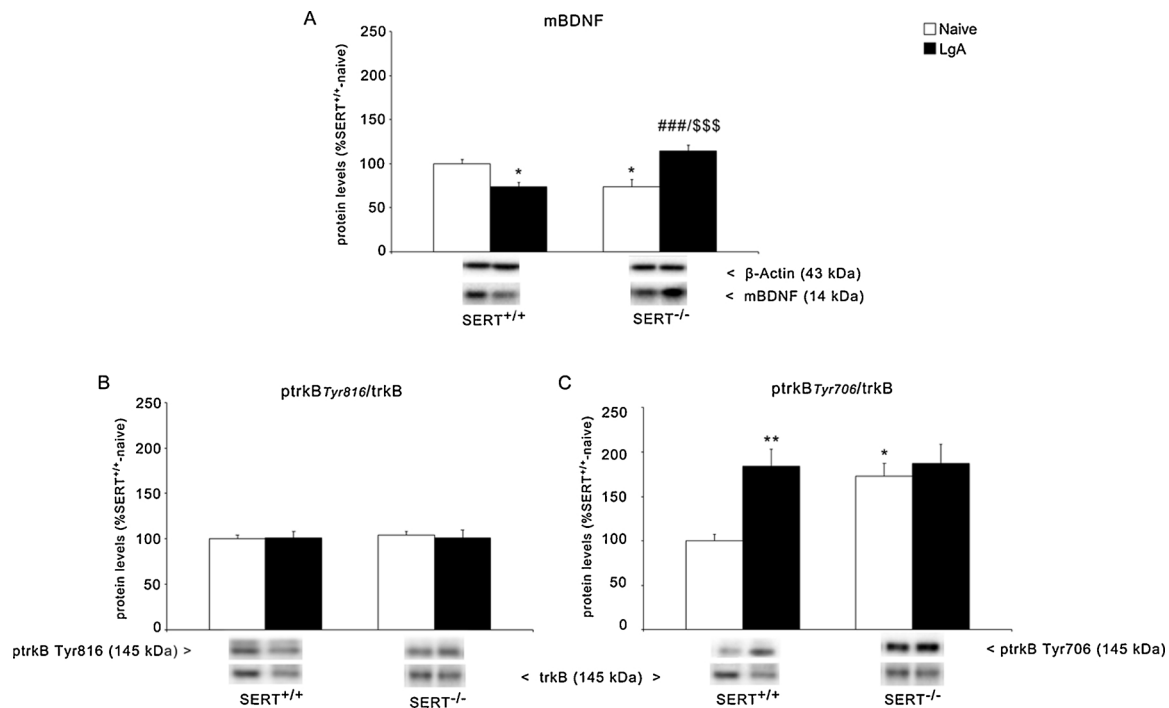 A
mBDNF
Naive
LgA
protein levels (%SERT+/+-naive)
250
200
150
100
50
0
*
*
###/$$$
< β-Actin (43 kDa)
< mBDNF (14 kDa)
SERT+/+
SERT-/-
B
ptrkBTyr816/trkB
protein levels (%SERT+/+-naive)
250
200
150
100
50
0
ptrkB Tyr816 (145 kDa) >
< trkB (145 kDa) >
SERT+/+
SERT-/-
C
ptrkBTyr706/trkB
protein levels (%SERT+/+-naive)
250
200
150
100
50
0
**
*
< ptrkB Tyr706 (145 kDa)
SERT+/+
SERT-/-